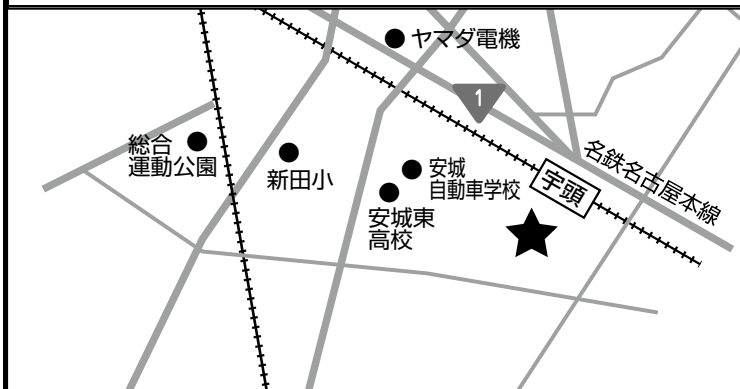 ヤマダ電機
1
総合
運動公園
新田小
安城
自動車学校
安城東
高校
宇頭
名鉄名古屋本線